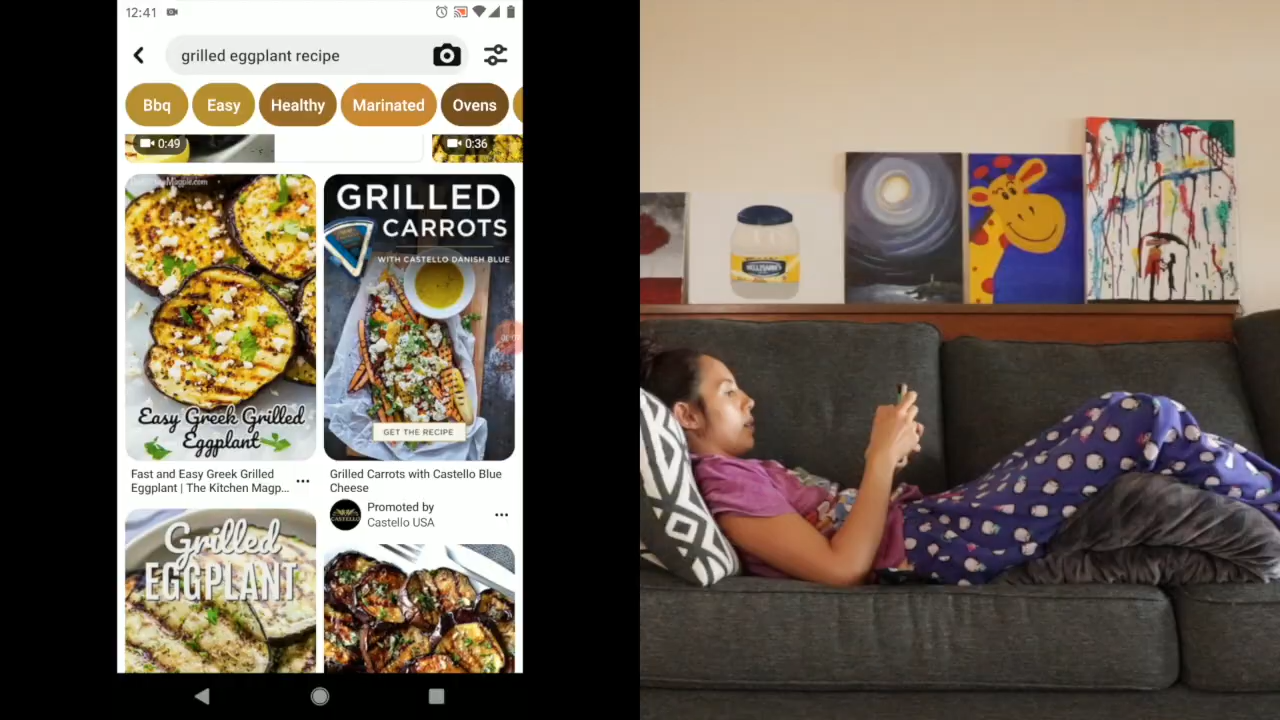 12:41
grilled eggplant recipe
Bbq
Easy
Healthy
Marinated
Ovens
0:49
0:36
GRILLED
CARROTS
WITH CASTELLO DANISH BLUE
Easy Greek Grilled
Eggplant
GET THE RECIPE
Fast and Easy Greek Grilled
Eggplant | The Kitchen Magp...
Grilled Carrots with Castello Blue
Cheese
Promoted by
Castello USA
CASTELLO
Grilled
EGGPLANT
HELLMANN'S